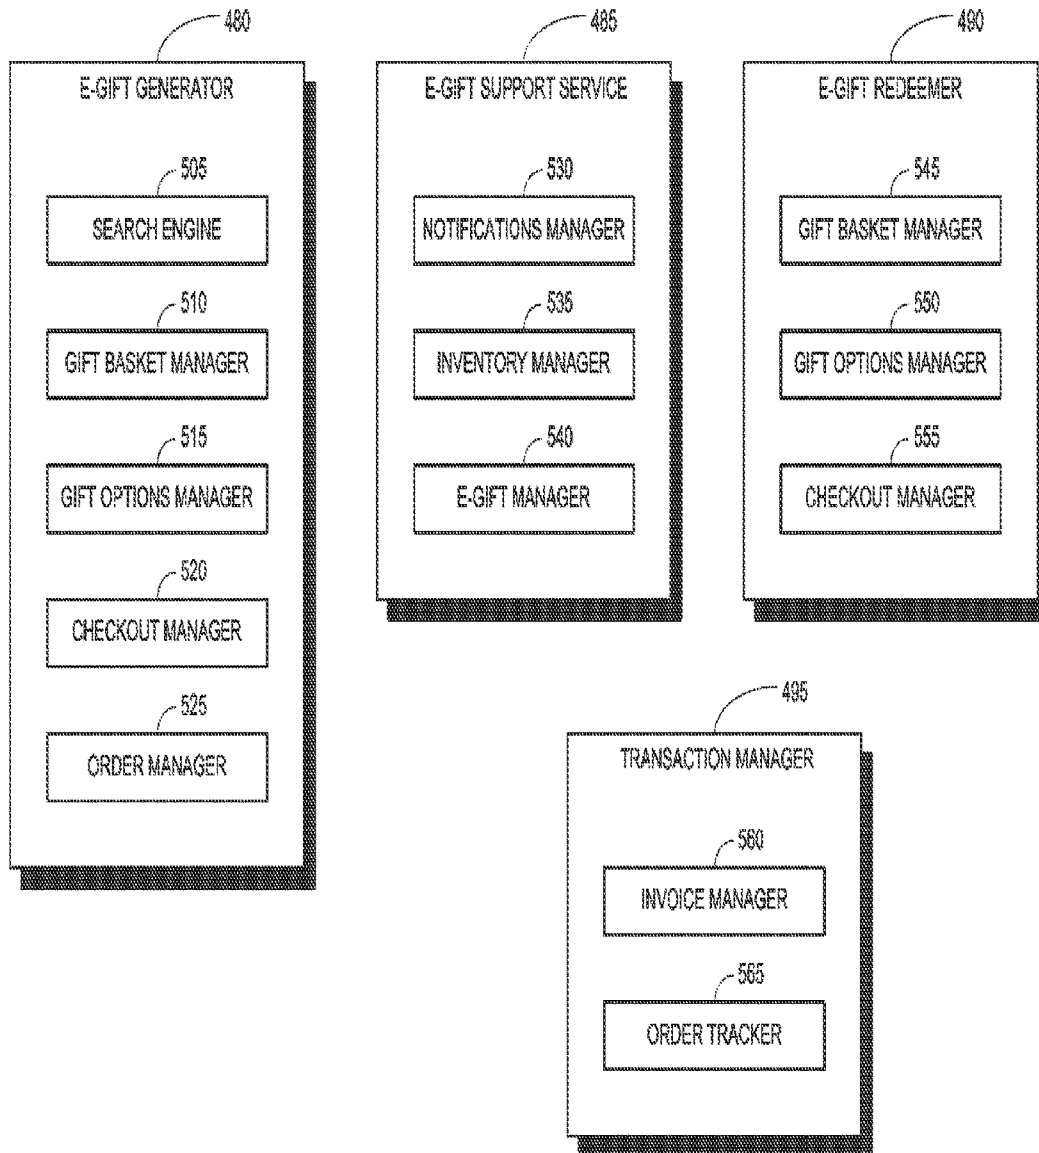 480
E-GIFT GENERATOR
505
SEARCH ENGINE
510
GIFT BASKET MANAGER
515
GIFT OPTIONS MANAGER
520
CHECKOUT MANAGER
525
ORDER MANAGER
485
E-GIFT SUPPORT SERVICE
530
NOTIFICATIONS MANAGER
535
INVENTORY MANAGER
540
E-GIFT MANAGER
490
E-GIFT REDEEMER
545
GIFT BASKET MANAGER
550
GIFT OPTIONS MANAGER
555
CHECKOUT MANAGER
495
TRANSACTION MANAGER
560
INVOICE MANAGER
565
ORDER TRACKER